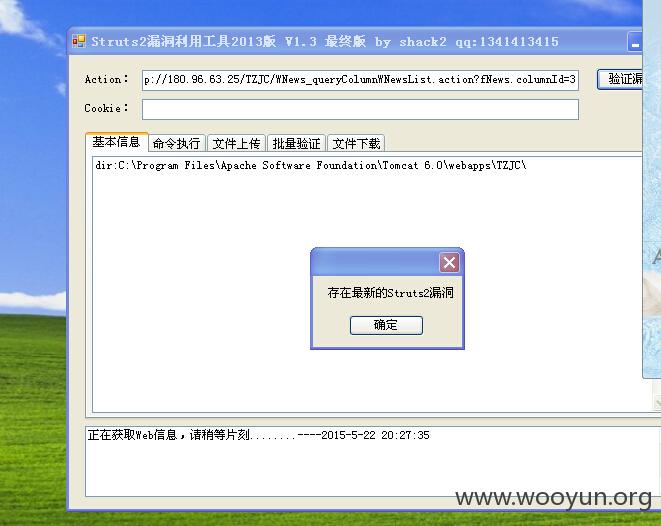 Struts2漏洞利用工具2013版 V1.3 最终版 by shack2 qq:1341413415
Action： p://180.96.63.25/TZJC/WNews_queryColumnWNewsList.action?fNews.columnId=3 验证漏
Cookie：
基本信息 命令执行 文件上传 批量验证 文件下载
dir:C:\Program Files\Apache Software Foundation\Tomcat 6.0\webapps\TZJC\
存在最新的Struts2漏洞
确定
正在获取Web信息，请稍等片刻........----2015-5-22 20:27:35
www.wooyun.org